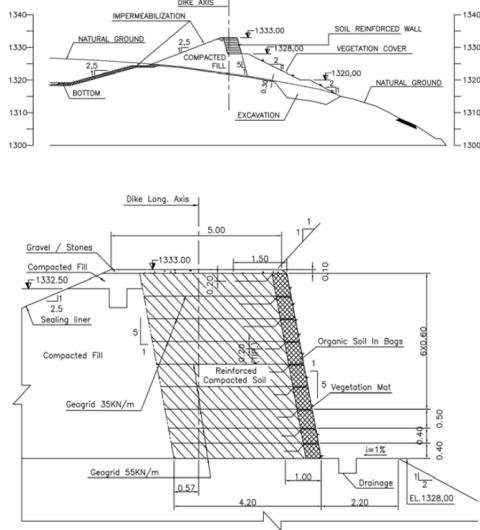 DIKE AXIS
IMPERMEABILIZATION
1333.00
SOIL REINFORCED WALL
1340
1340
NATURAL GROUND
1328,00
VEGETATION COVER
1330
2,5
1
COMPACTED
FILL
2
1
1320,00
1330
NATURAL GROUND
1320
2,5
1
5
0.30
2
1
1320
BOTTOM
EXCAVATION
1310
1310
1300
1300
Dike Long. Axis
5.00
1
1
Gravel / Stones
1333.00
1.50
Compacted Fill
0.20
0.10
1332.50
1
2.5
Sealing liner
5
1
Organic Soil In Bags
6X0.60
Compacted Fill
0.20
Reinforced
Compacted Soil
1
5
Geogrid 35KN/m
Vegetation Mat
0.50
0.40
i=1%
0.40
Geogrid 55KN/m
Drainage
1
2
0.57
1.00
4.20
2.20
EL.1328,00